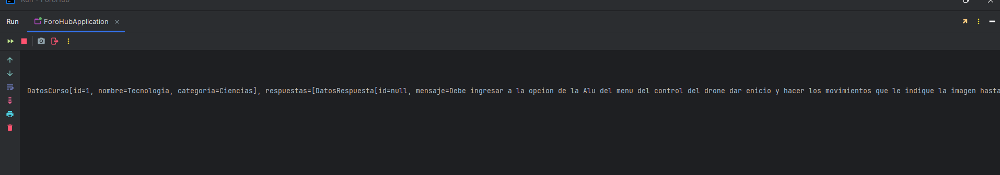 Run - ForoHub
Run ForoHubApplication
DatosCurso[id=1, nombre=Tecnologia, categoria=Ciencias], respuestas=[DatosRespuesta[id=null, mensaje=Debe ingresar a la opcion de la Alu del menu del control del drone dar enicio y hacer los movimientos que le indique la imagen hasta